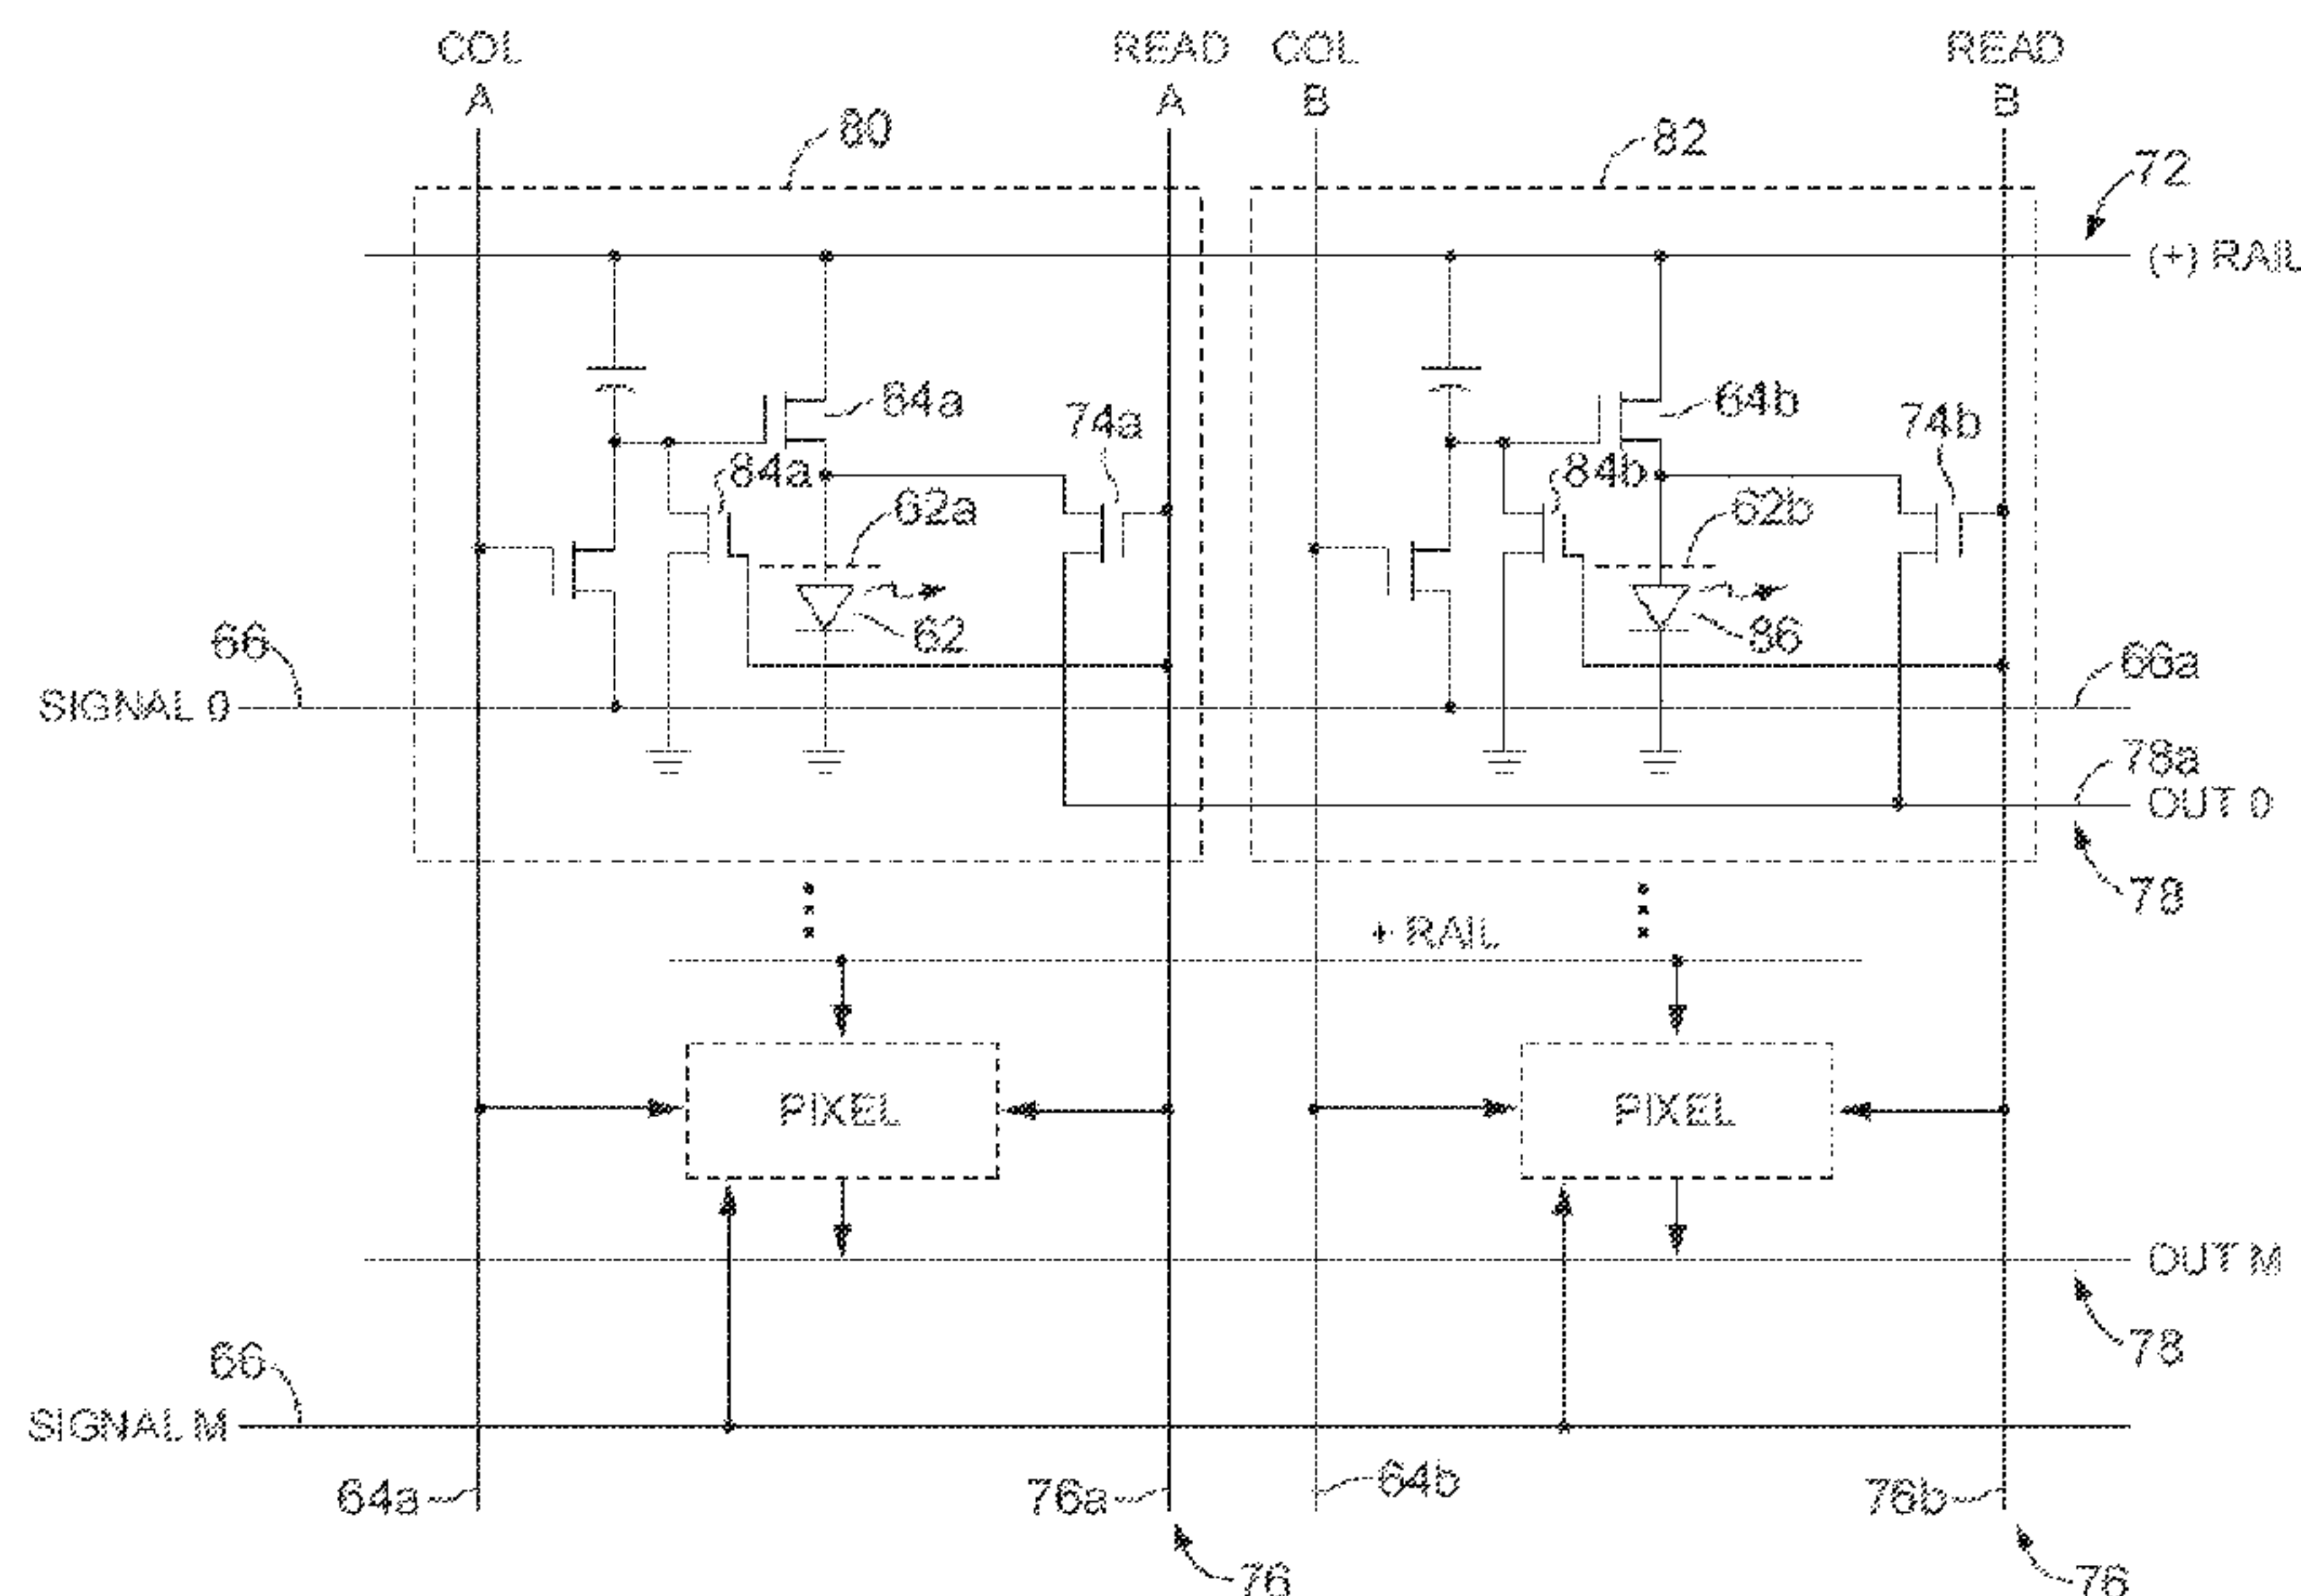 COL
A
READ
A
COL
B
READ
B
80
82
72
(+) RAIL
64a
74a
64b
74b
84a
62a
84b
62b
62
86
66
66a
SIGNAL 0
78a
OUT 0
78
+ RAIL
PIXEL
PIXEL
OUT M
78
66
SIGNAL M
64a
76a
64b
76b
76
76